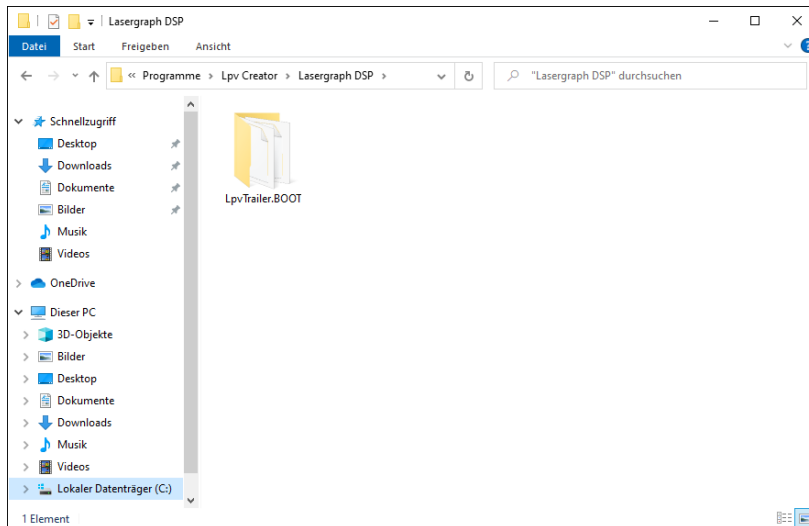 Lasergraph DSP
Datei Start Freigeben Ansicht
« Programme > Lpv Creator > Lasergraph DSP >
"Lasergraph DSP" durchsuchen
Schnellzugriff
Desktop
Downloads
Dokumente
Bilder
Musik
Videos
OneDrive
Dieser PC
3D-Objekte
Bilder
Desktop
Dokumente
Downloads
Musik
Videos
Lokaler Datenträger (C:)
LpvTrailer.BOOT
1 Element